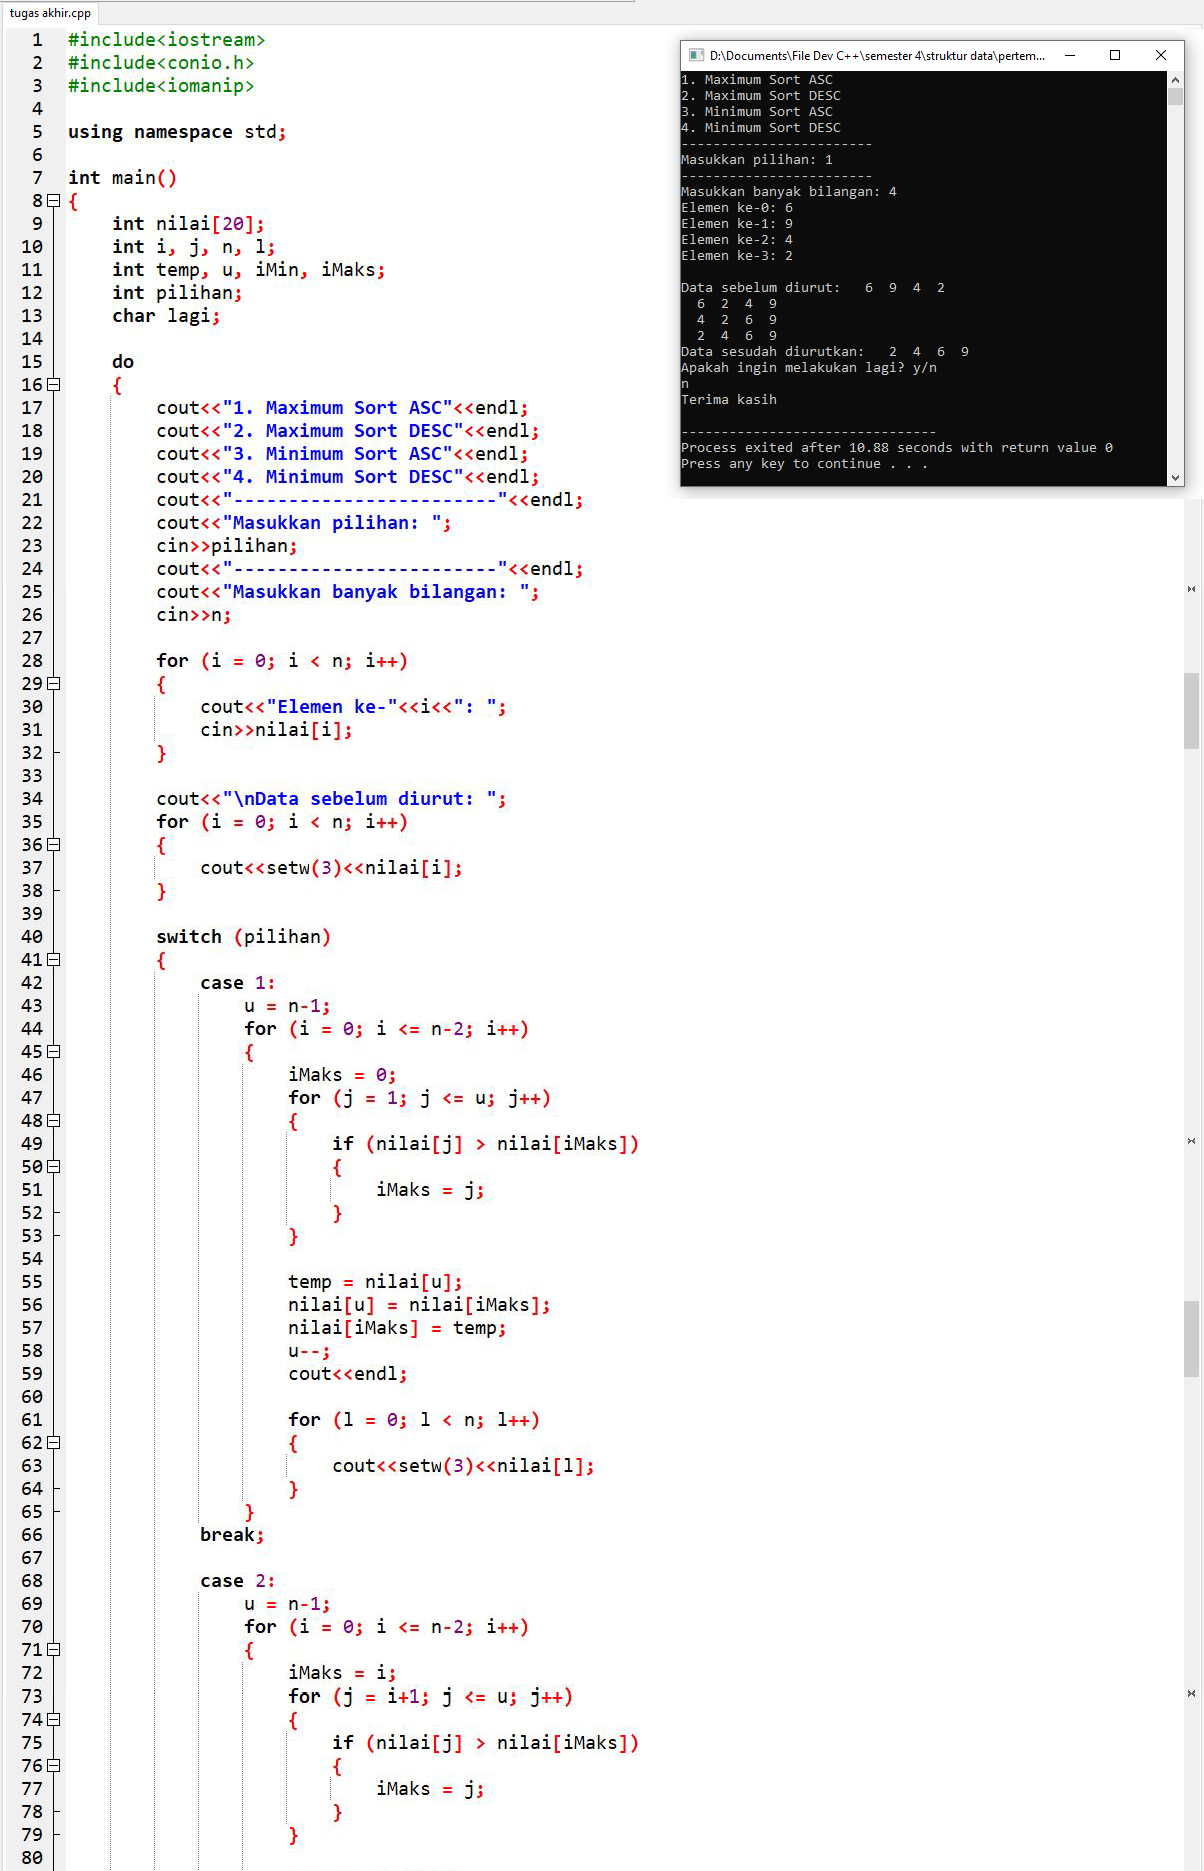 tugas akhir.cpp
1 #include<iostream>
2 #include<conio.h>
3 #include<iomanip>
4
5 using namespace std;
6
7 int main()
8 {
9 int nilai[20];
10 int i, j, n, l;
11 int temp, u, iMin, iMaks;
12 int pilihan;
13 char lagi;
14
15 do
16 {
17 cout<<"1. Maximum Sort ASC"<<endl;
18 cout<<"2. Maximum Sort DESC"<<endl;
19 cout<<"3. Minimum Sort ASC"<<endl;
20 cout<<"4. Minimum Sort DESC"<<endl;
21 cout<<"------------------------"<<endl;
22 cout<<"Masukkan pilihan: ";
23 cin>>pilihan;
24 cout<<"------------------------"<<endl;
25 cout<<"Masukkan banyak bilangan: ";
26 cin>>n;
27
28 for (i = 0; i < n; i++)
29 {
30 cout<<"Elemen ke-"<<i<<": ";
31 cin>>nilai[i];
32 }
33
34 cout<<"\nData sebelum diurut: ";
35 for (i = 0; i < n; i++)
36 {
37 cout<<setw(3)<<nilai[i];
38 }
39
40 switch (pilihan)
41 {
42 case 1:
43 u = n-1;
44 for (i = 0; i <= n-2; i++)
45 {
46 iMaks = 0;
47 for (j = 1; j <= u; j++)
48 {
49 if (nilai[j] > nilai[iMaks])
50 {
51 iMaks = j;
52 }
53 }
54
55 temp = nilai[u];
56 nilai[u] = nilai[iMaks];
57 nilai[iMaks] = temp;
58 u--;
59 cout<<endl;
60
61 for (l = 0; l < n; l++)
62 {
63 cout<<setw(3)<<nilai[l];
64 }
65 }
66 break;
67
68 case 2:
69 u = n-1;
70 for (i = 0; i <= n-2; i++)
71 {
72 iMaks = i;
73 for (j = i+1; j <= u; j++)
74 {
75 if (nilai[j] > nilai[iMaks])
76 {
77 iMaks = j;
78 }
79 }
80
D:\Documents\File Dev C++\semester 4\struktur data\pertem...
1. Maximum Sort ASC
2. Maximum Sort DESC
3. Minimum Sort ASC
4. Minimum Sort DESC
------------------------
Masukkan pilihan: 1
------------------------
Masukkan banyak bilangan: 4
Elemen ke-0: 6
Elemen ke-1: 9
Elemen ke-2: 4
Elemen ke-3: 2
Data sebelum diurut:   6  9  4  2
6  2  4  9
4  2  6  9
2  4  6  9
Data sesudah diurutkan:   2  4  6  9
Apakah ingin melakukan lagi? y/n
n
Terima kasih
--------------------------------
Process exited after 10.88 seconds with return value 0
Press any key to continue . . .